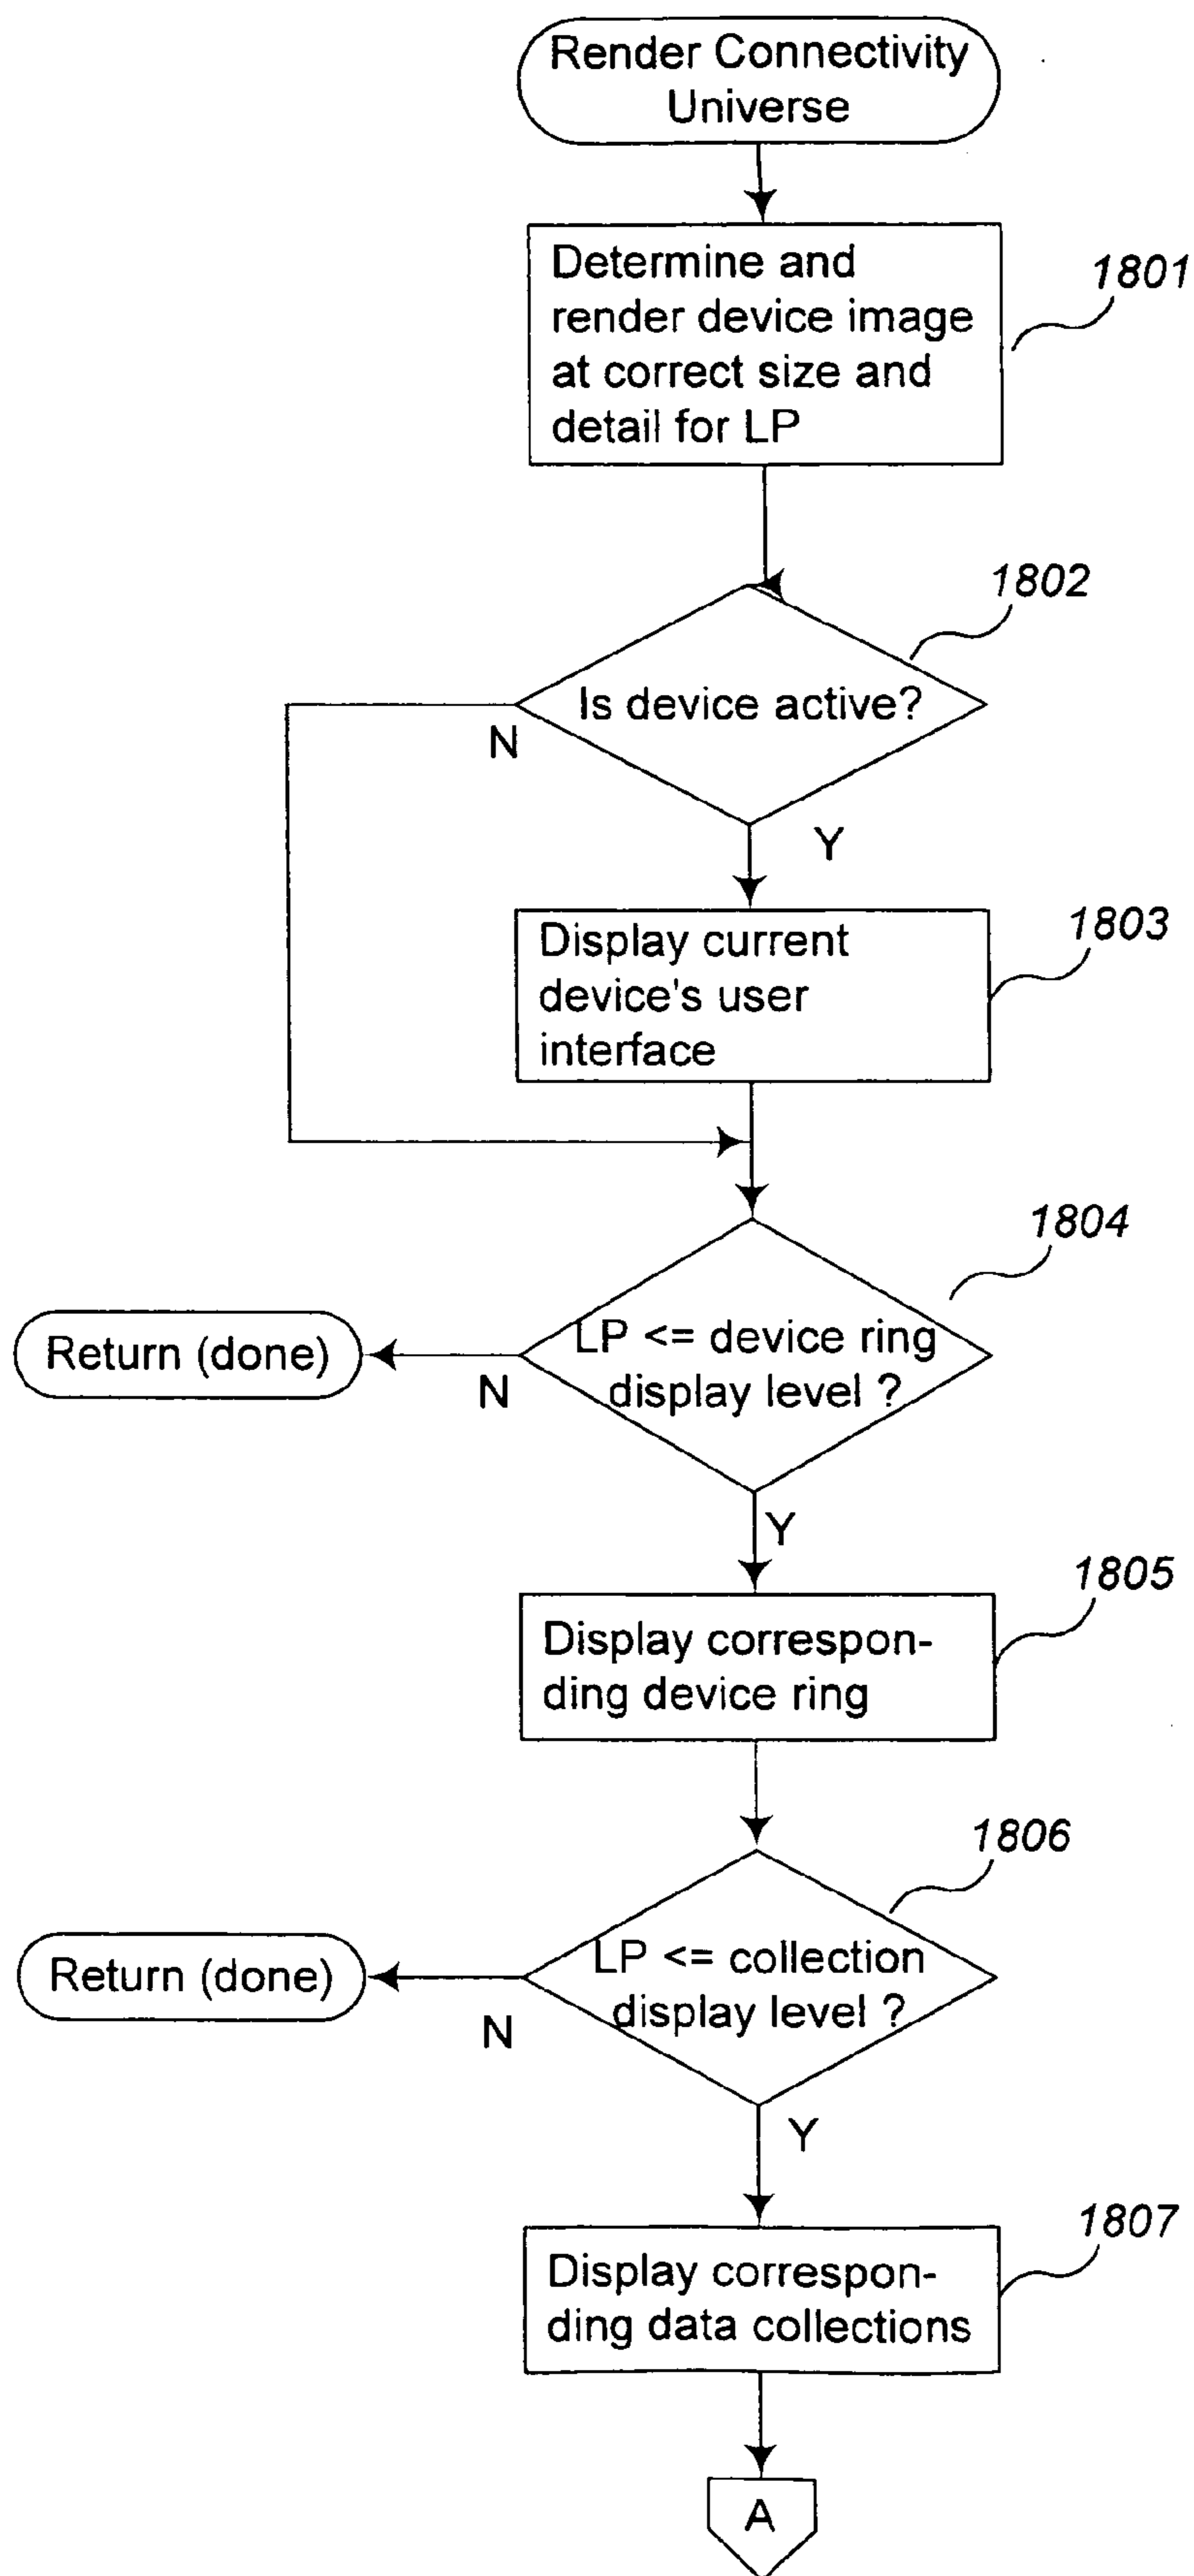 Render Connectivity
Universe
Determine and
render device image
at correct size and
detail for LP
1801
1802
Is device active?
N
Y
Display current
device's user
interface
1803
1804
LP <= device ring
display level ?
Return (done)
N
Y
1805
Display correspon-
ding device ring
1806
LP <= collection
display level ?
Return (done)
N
Y
1807
Display correspon-
ding data collections
A